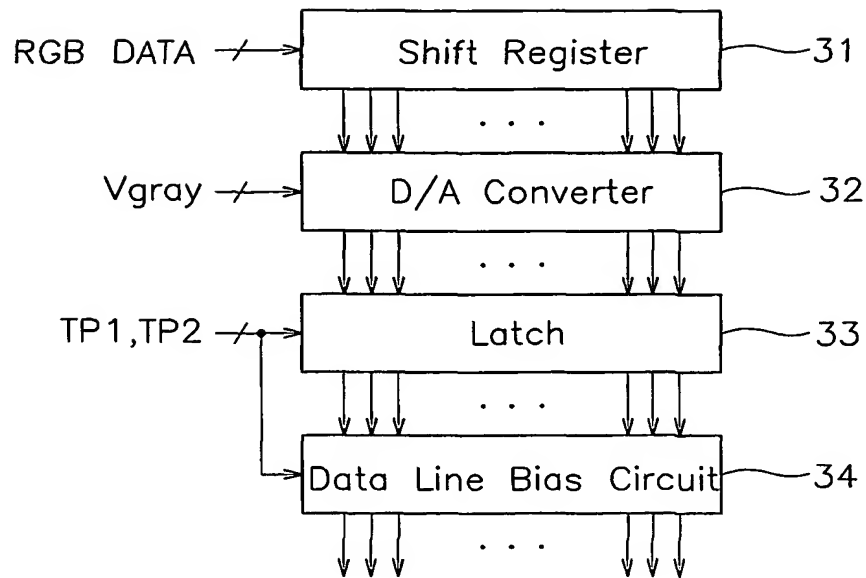 RGB DATA Shift Register 31
. . .
Vgray D/A Converter 32
. . .
TP1,TP2 Latch 33
. . .
Data Line Bias Circuit 34
. . .